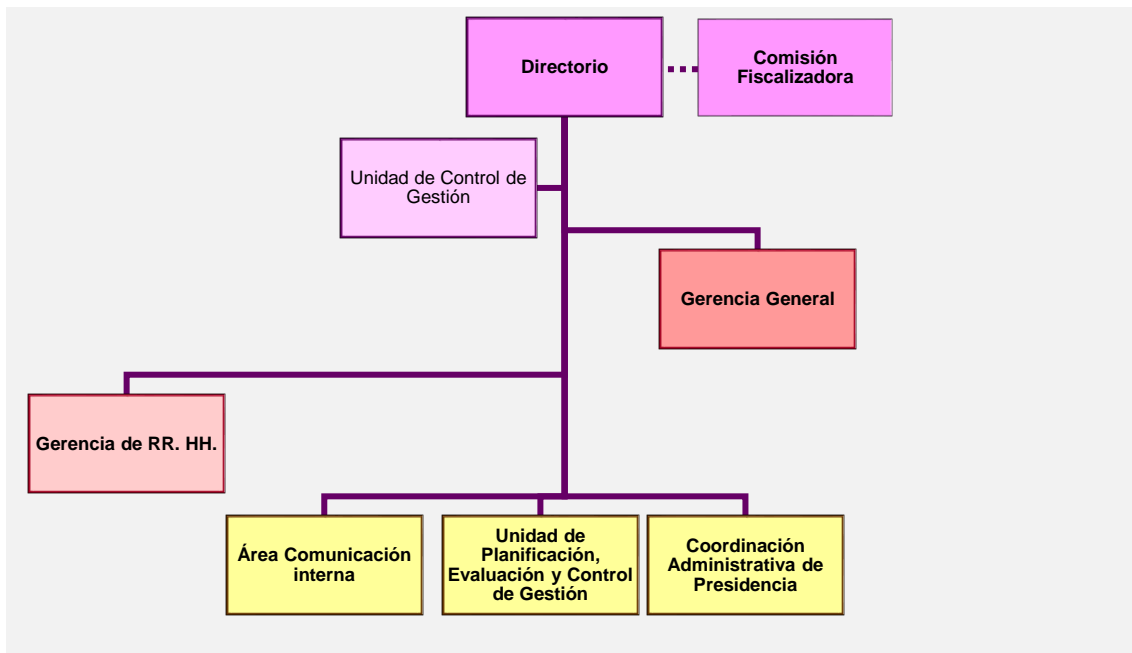 Directorio
Comisión
Fiscalizadora
Unidad de Control de
Gestión
Gerencia General
Gerencia de RR. HH.
Área Comunicación
interna
Unidad de
Planificación,
Evaluación y Control
de Gestión
Coordinación
Administrativa de
Presidencia